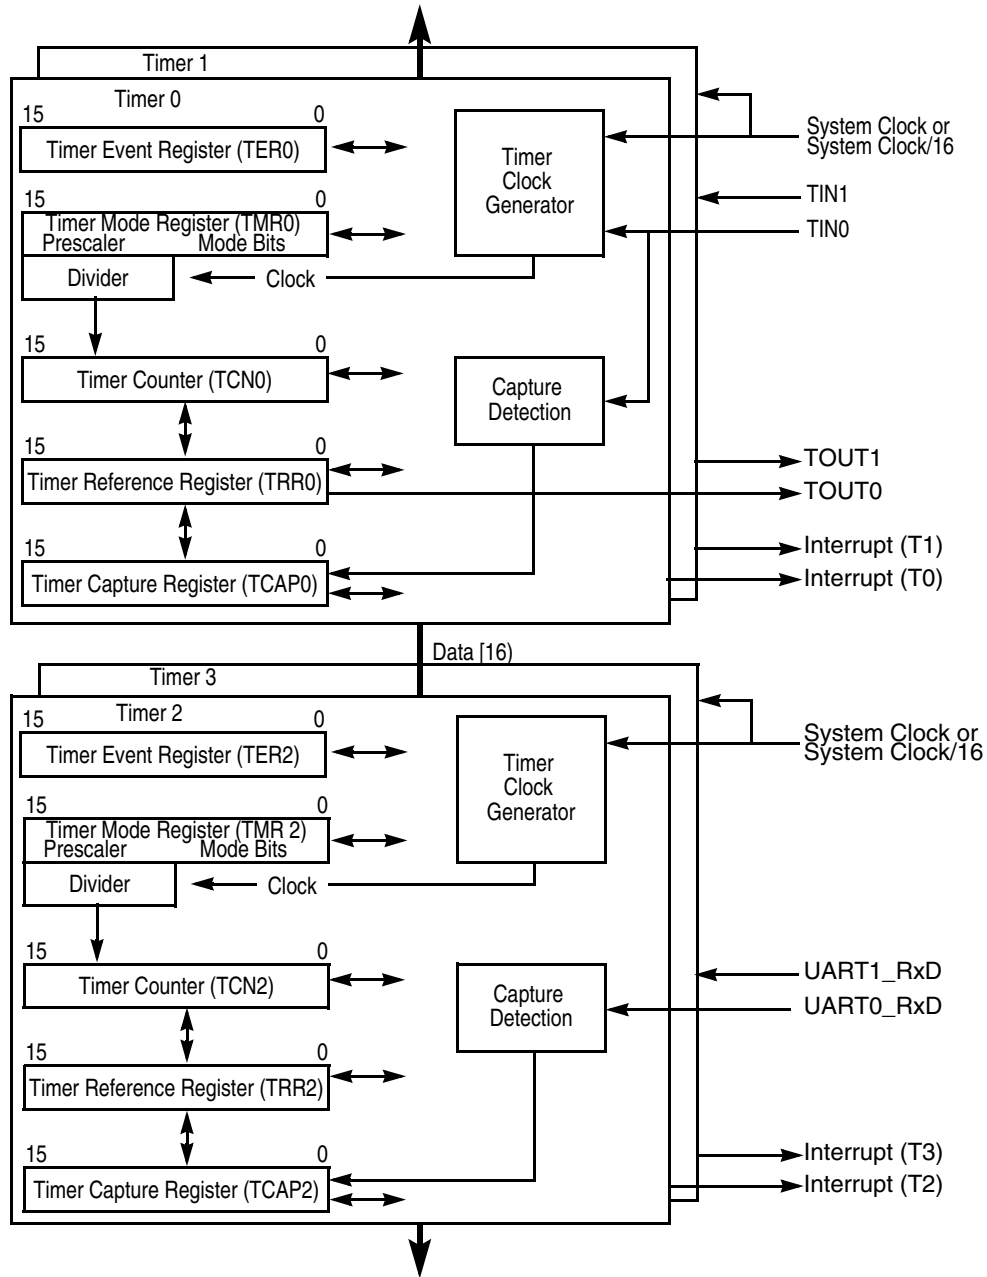 Timer 1
Timer 0
15 0
Timer Event Register (TER0)
15 0
Timer Mode Register (TMR0)
Prescaler Mode Bits
Divider
Clock
15 0
Timer Counter (TCN0)
15 0
Timer Reference Register (TRR0)
15 0
Timer Capture Register (TCAP0)
Timer
Clock
Generator
Capture
Detection
System Clock or
System Clock/16
TIN1
TIN0
TOUT1
TOUT0
Interrupt (T1)
Interrupt (T0)
Data [16)
Timer 3
Timer 2
15 0
Timer Event Register (TER2)
15 0
Timer Mode Register (TMR 2)
Prescaler Mode Bits
Divider
Clock
15 0
Timer Counter (TCN2)
15 0
Timer Reference Register (TRR2)
15 0
Timer Capture Register (TCAP2)
Timer
Clock
Generator
Capture
Detection
System Clock or
System Clock/16
UART1_RxD
UART0_RxD
Interrupt (T3)
Interrupt (T2)